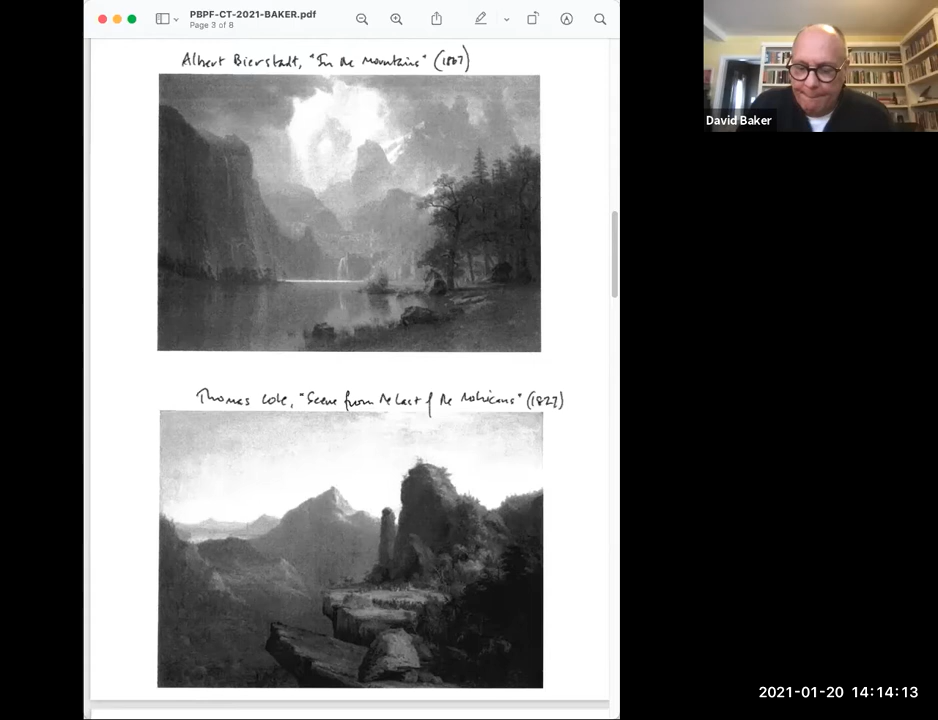 PBPF-CT-2021-BAKER.pdf
Page 3 of 8
Albert Bierstadt, "In the Mountains" (1867)
David Baker
Thomas Cole, "Scene from the Last of the Mohicans" (1827)
2021-01-20 14:14:13